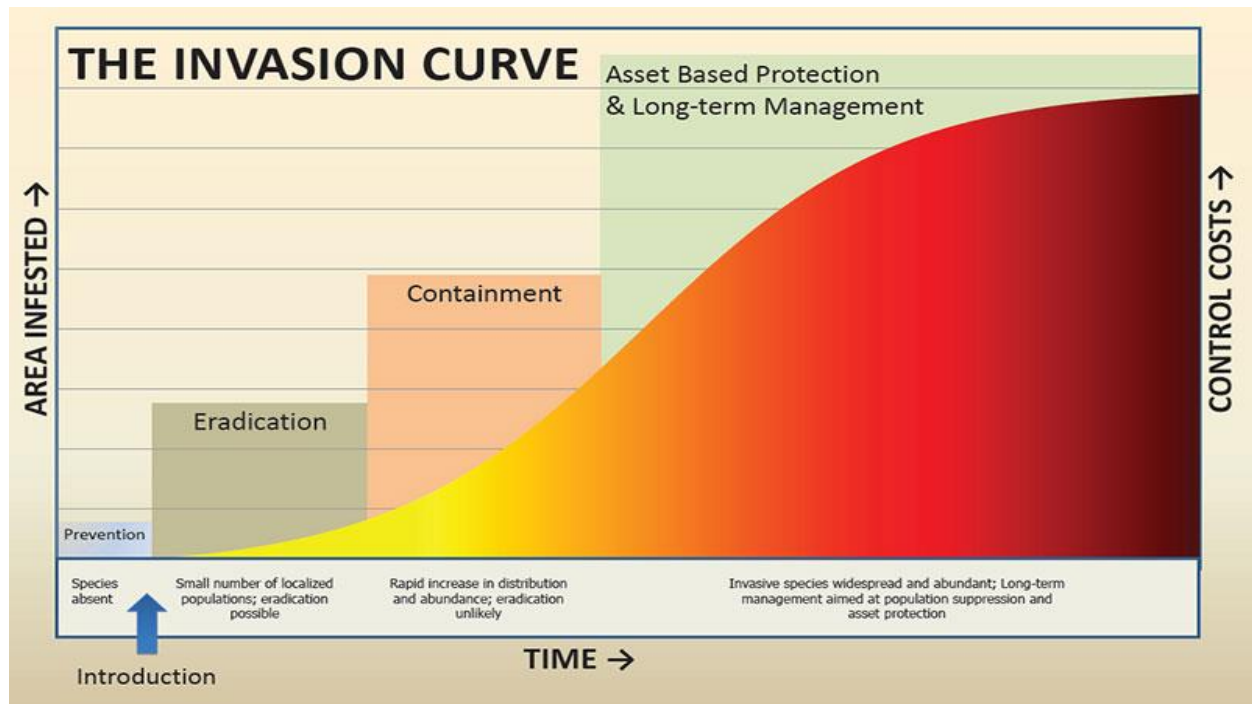 THE INVASION CURVE
Asset Based Protection
& Long-term Management
Containment
Eradication
Prevention
AREA INFESTED →
CONTROL COSTS →
Species
absent
Small number of localized
populations; eradication
possible
Rapid increase in distribution
and abundance; eradication
unlikely
Invasive species widespread and abundant; Long-term
management aimed at population suppression and
asset protection
TIME →
Introduction